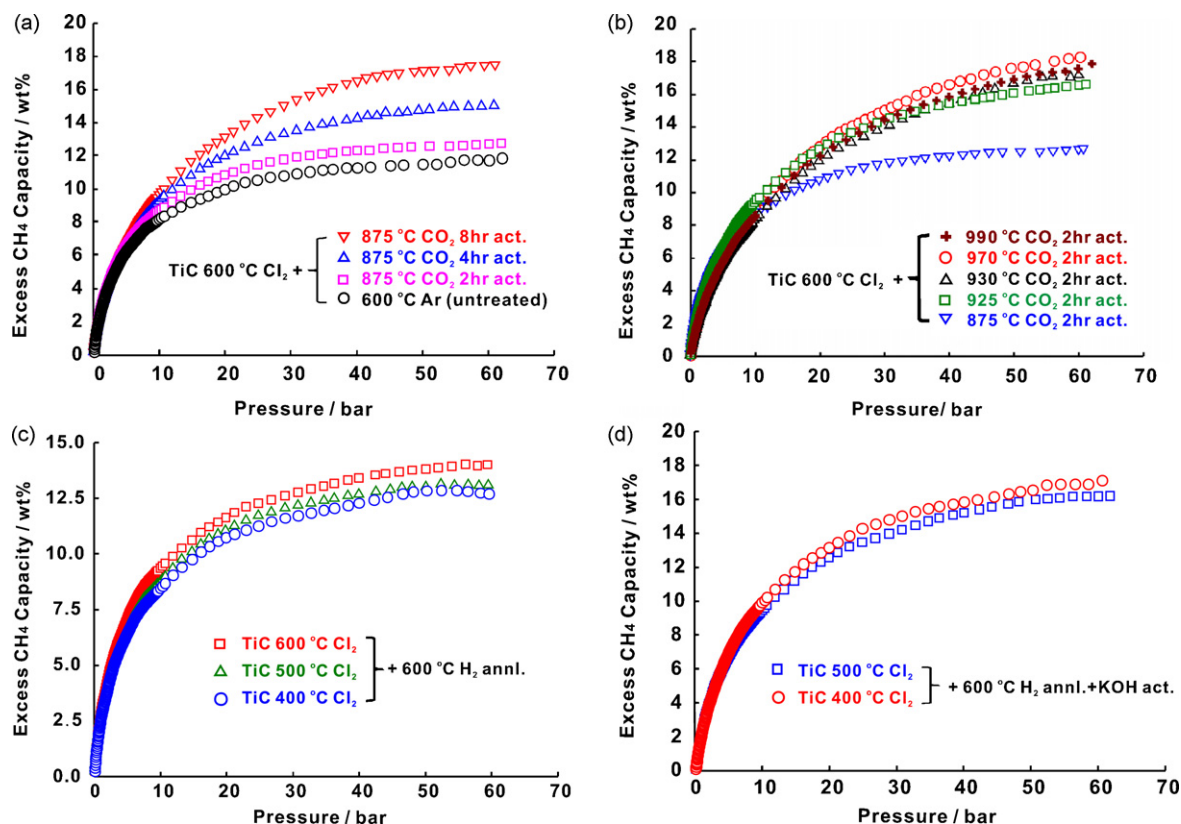 (a)
Excess CH4 Capacity / wt%
20
18
16
14
12
10
8
6
4
2
0
TiC 600 °C Cl₂ +
875 °C CO₂ 8hr act.
875 °C CO₂ 4hr act.
875 °C CO₂ 2hr act.
600 °C Ar (untreated)
0 10 20 30 40 50 60 70
Pressure / bar
(b)
Excess CH4 Capacity / wt%
20
18
16
14
12
10
8
6
4
2
0
TiC 600 °C Cl₂ +
990 °C CO₂ 2hr act.
970 °C CO₂ 2hr act.
930 °C CO₂ 2hr act.
925 °C CO₂ 2hr act.
875 °C CO₂ 2hr act.
0 10 20 30 40 50 60 70
Pressure/ bar
(c)
Excess CH4 Capacity / wt%
15.0
12.5
10.0
7.5
5.0
2.5
0.0
TiC 600 °C Cl₂
TiC 500 °C Cl₂
TiC 400 °C Cl₂
+ 600 °C H₂ annl.
0 10 20 30 40 50 60 70
Pressure / bar
(d)
Excess CH4 Capacity / wt%
20
18
16
14
12
10
8
6
4
2
0
TiC 500 °C Cl₂
TiC 400 °C Cl₂
+ 600 °C H₂ annl.+KOH act.
0 10 20 30 40 50 60 70
Pressure / bar